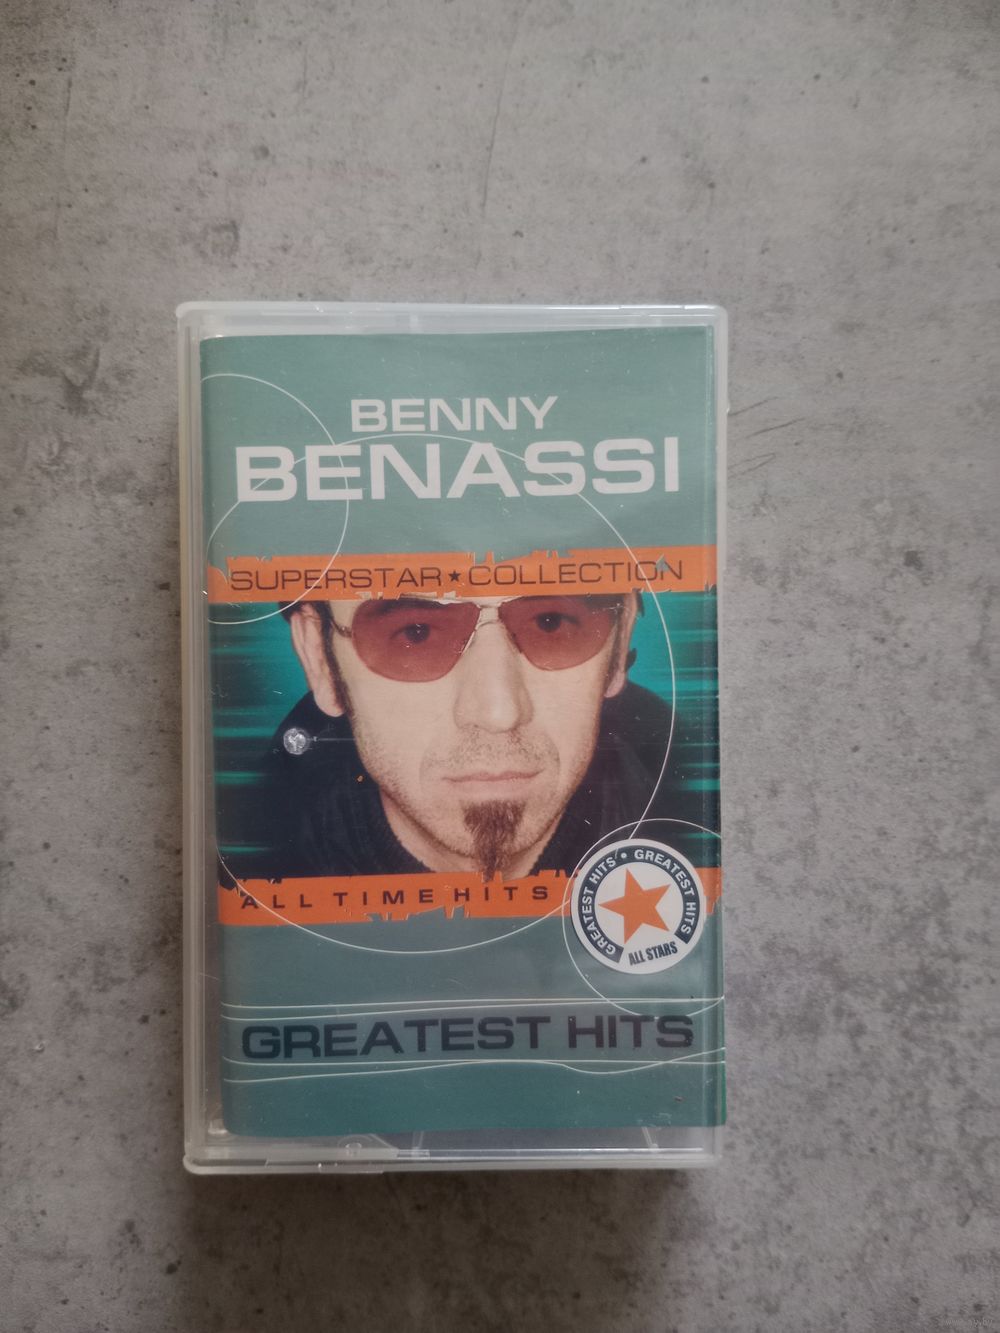 BENNY
BENASSI
SUPERSTAR★COLLECTION
ALL TIME HITS
GREATEST HITS • GREATEST HITS
ALL STARS
GREATEST HITS